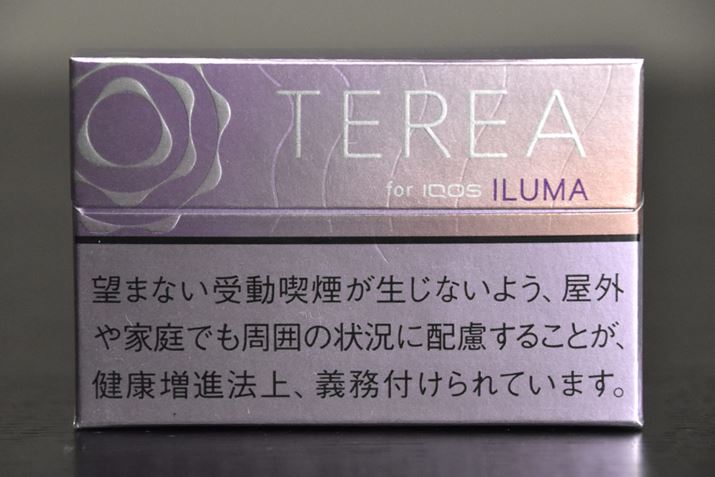 TEREA
for IQOS ILUMA
望まない受動喫煙が生じないよう、屋外
や家庭でも周囲の状況に配慮することが、
健康増進法上、義務付けられています。